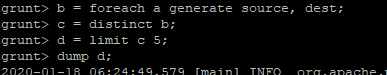 grunt> b = foreach a generate source, dest;
grunt> c = distinct b;
grunt> d = limit c 5;
grunt> dump d;
2020-01-18 06:24:49,579 [main] INFO  org.apache.